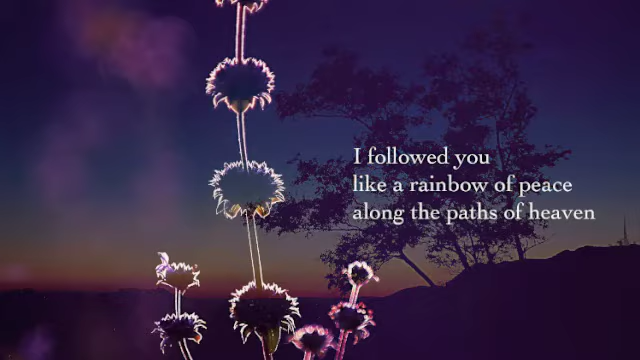 I followed you
like a rainbow of peace
along the paths of heaven